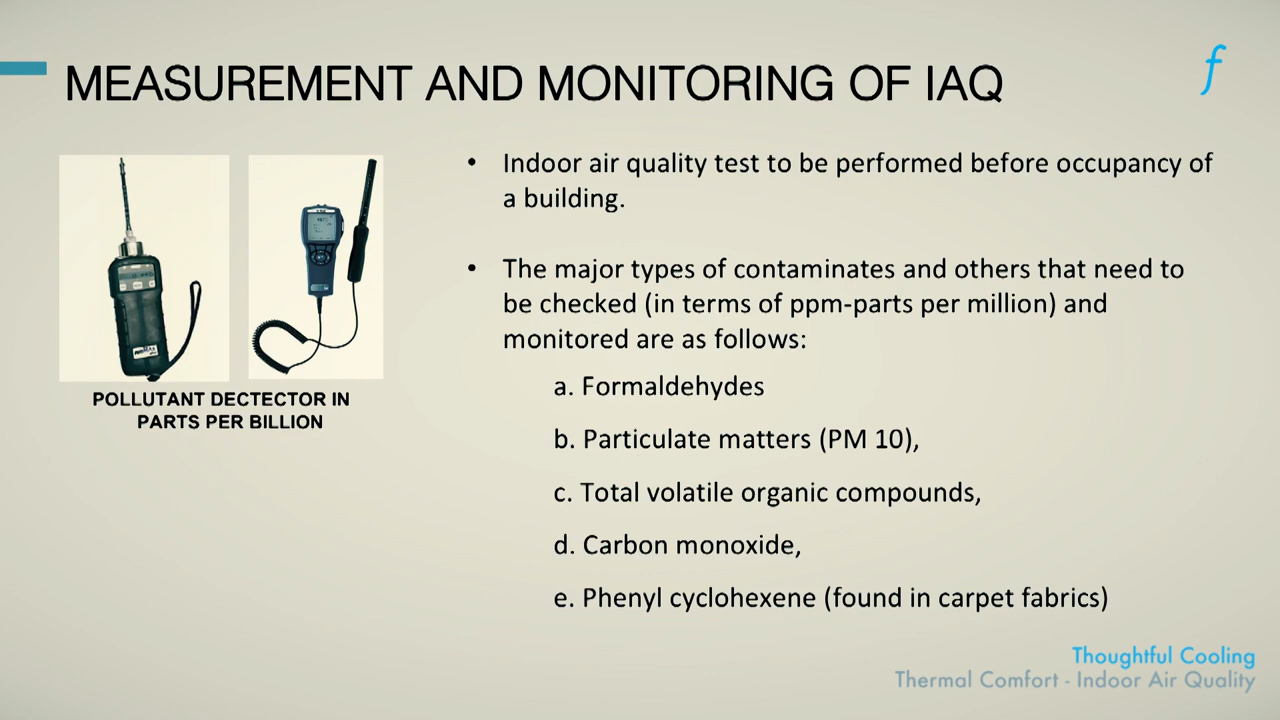 MEASUREMENT AND MONITORING OF IAQ
f
• Indoor air quality test to be performed before occupancy of
a building.
• The major types of contaminates and others that need to
be checked (in terms of ppm-parts per million) and
monitored are as follows:
a. Formaldehydes
b. Particulate matters (PM 10),
c. Total volatile organic compounds,
d. Carbon monoxide,
e. Phenyl cyclohexene (found in carpet fabrics)
POLLUTANT DECTECTOR IN
PARTS PER BILLION
Thoughtful Cooling
Thermal Comfort - Indoor Air Quality